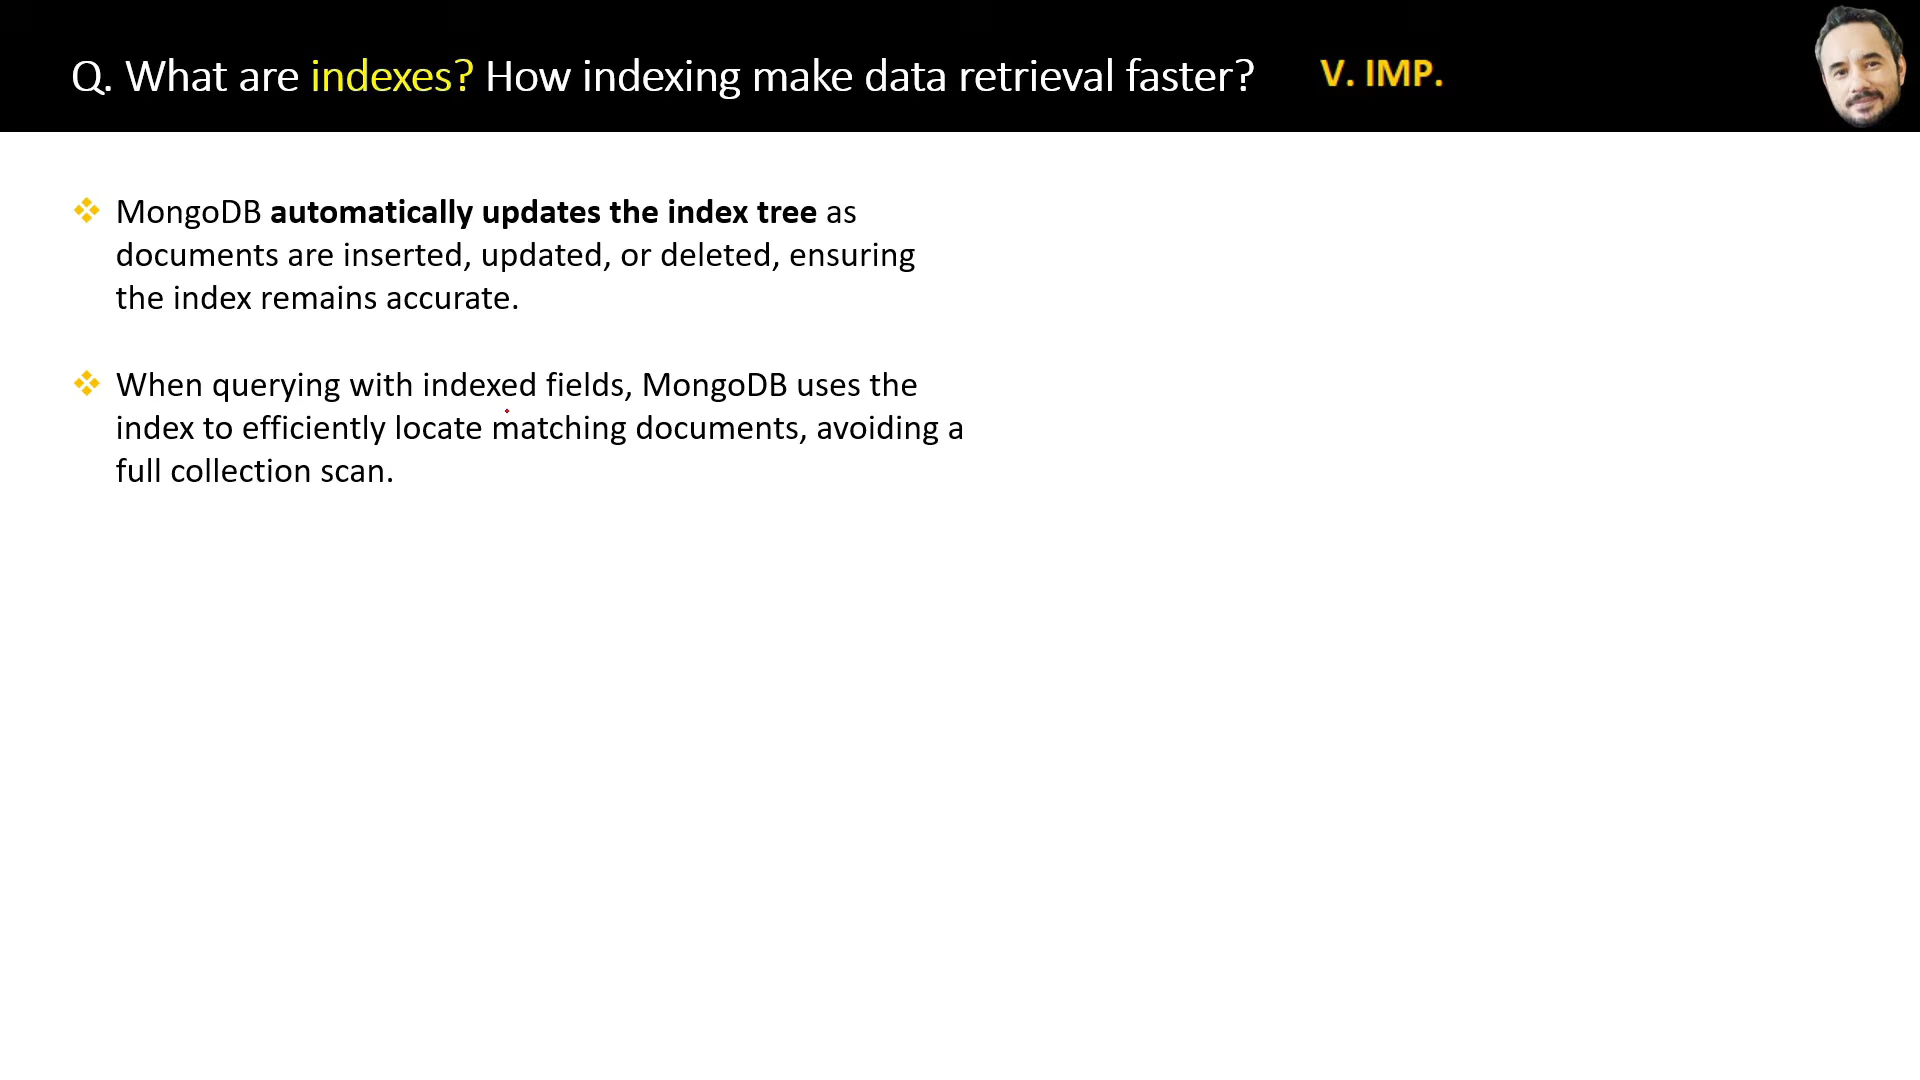 Q. What are indexes? How indexing make data retrieval faster? V. IMP.
MongoDB automatically updates the index tree as
documents are inserted, updated, or deleted, ensuring
the index remains accurate.
When querying with indexed fields, MongoDB uses the
index to efficiently locate matching documents, avoiding a
full collection scan.